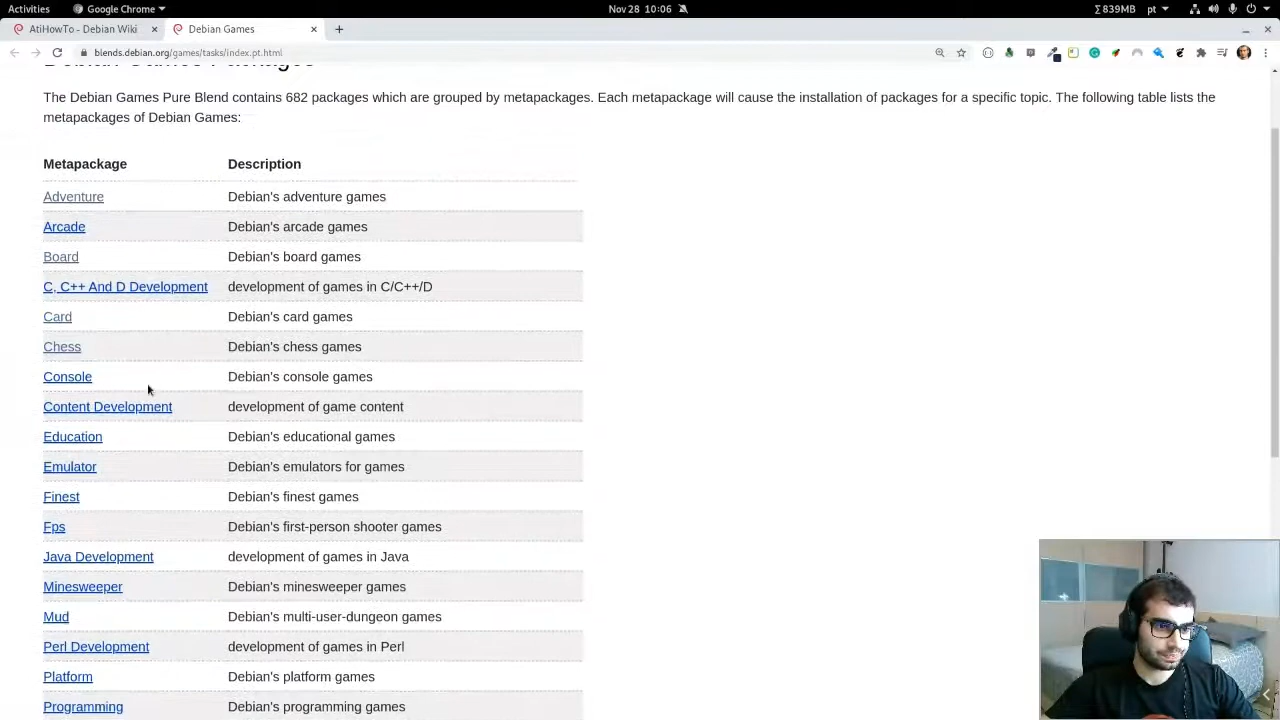 Activities Google Chrome Nov 28 10:06 ∑ 839MB pt
AtiHowTo - Debian Wiki Debian Games
blends.debian.org/games/tasks/index.pt.html
Debian Games Packages
The Debian Games Pure Blend contains 682 packages which are grouped by metapackages. Each metapackage will cause the installation of packages for a specific topic. The following table lists the
metapackages of Debian Games:
Metapackage Description
Adventure Debian's adventure games
Arcade Debian's arcade games
Board Debian's board games
C, C++ And D Development development of games in C/C++/D
Card Debian's card games
Chess Debian's chess games
Console Debian's console games
Content Development development of game content
Education Debian's educational games
Emulator Debian's emulators for games
Finest Debian's finest games
Fps Debian's first-person shooter games
Java Development development of games in Java
Minesweeper Debian's minesweeper games
Mud Debian's multi-user-dungeon games
Perl Development development of games in Perl
Platform Debian's platform games
Programming Debian's programming games